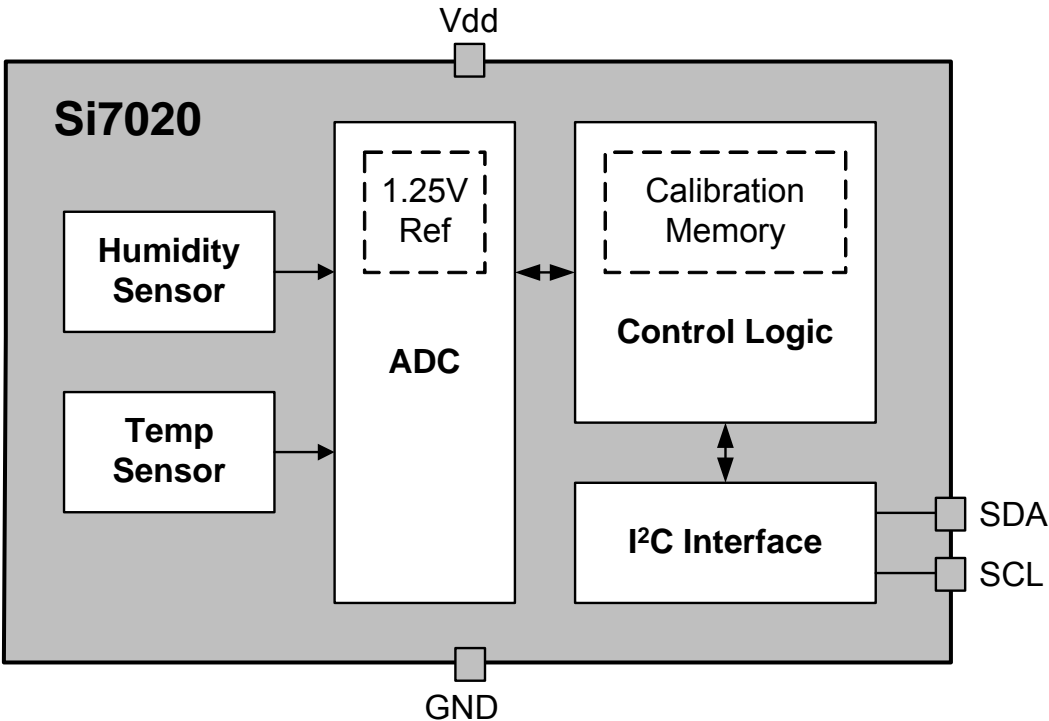 Vdd
Si7020
1.25V
Ref
Calibration
Memory
Humidity
Sensor
Control Logic
ADC
Temp
Sensor
I²C Interface
SDA
SCL
GND